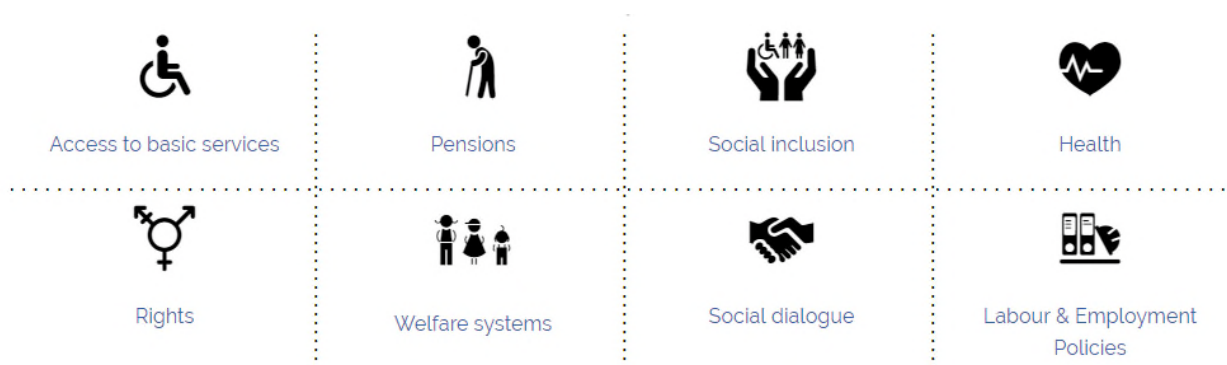 Access to basic services
Pensions
Social inclusion
Health
Rights
Welfare systems
Social dialogue
Labour & Employment
Policies